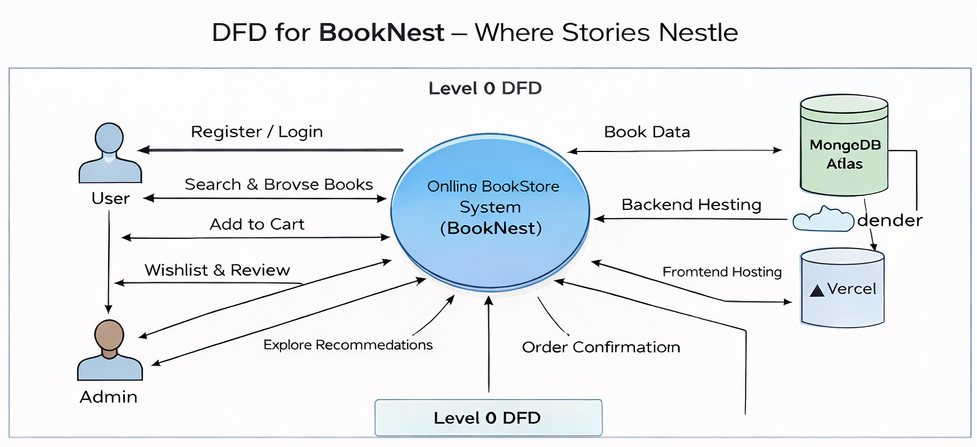 DFD for BookNest – Where Stories Nestle
Level 0 DFD
Register / Login
Book Data
MongoDB
Atlas
User
Search & Brovse Books
Onlling BookStore
System
(BookNest)
Backend Hesting
dender
Add to Cart
Wishlist & Review
Fromtend Hosting
Vercel
Explore Recommedations
Order Confirmatiom
Admin
Level 0 DFD